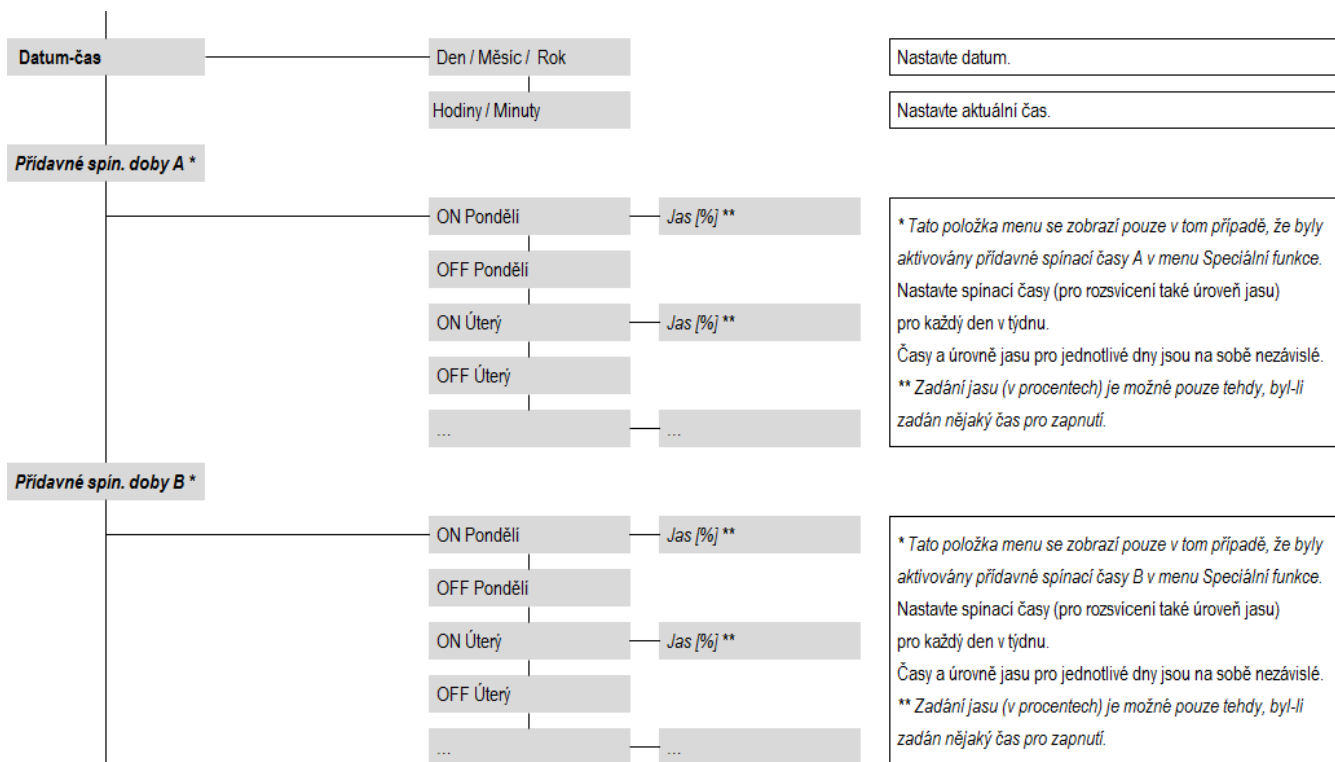 Datum-čas
Den / Měsíc / Rok
Nastavte datum.
Hodiny / Minuty
Nastavte aktuální čas.
Přídavné spín. doby A *
ON Pondělí
Jas [%] **
OFF Pondělí
ON Úterý
Jas [%] **
OFF Úterý
...
...
* Tato položka menu se zobrazí pouze v tom případě, že byly
aktivovány přídavné spínací časy A v menu Speciální funkce.
Nastavte spínací časy (pro rozsvícení také úroveň jasu)
pro každý den v týdnu.
Časy a úrovně jasu pro jednotlivé dny jsou na sobě nezávislé.
** Zadání jasu (v procentech) je možné pouze tehdy, byl-li
zadán nějaký čas pro zapnutí.
Přídavné spín. doby B *
ON Pondělí
Jas [%] **
OFF Pondělí
ON Úterý
Jas [%] **
OFF Úterý
...
...
* Tato položka menu se zobrazí pouze v tom případě, že byly
aktivovány přídavné spínací časy B v menu Speciální funkce.
Nastavte spínací časy (pro rozsvícení také úroveň jasu)
pro každý den v týdnu.
Časy a úrovně jasu pro jednotlivé dny jsou na sobě nezávislé.
** Zadání jasu (v procentech) je možné pouze tehdy, byl-li
zadán nějaký čas pro zapnutí.